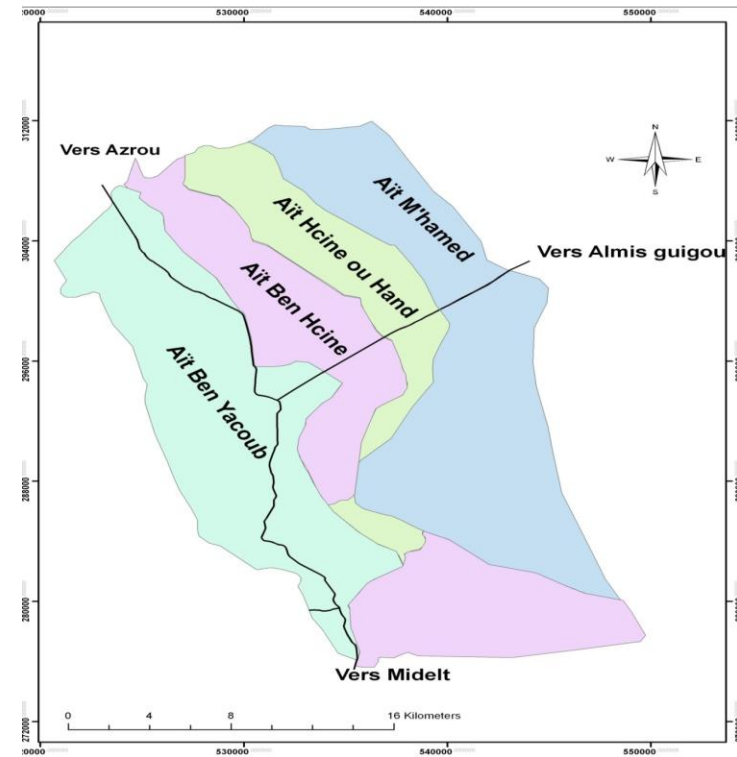 530000 540000 550000
312000
Vers Azrou
N
W E
S
Aït M'hamed
Aït Hcine ou Hand
304000
Vers Almis guigou
Aït Ben Hcine
296000
Aït Ben Yacoub
288000
280000
Vers Midelt
0 4 8 16 Kilometers
272000
530000 540000 550000